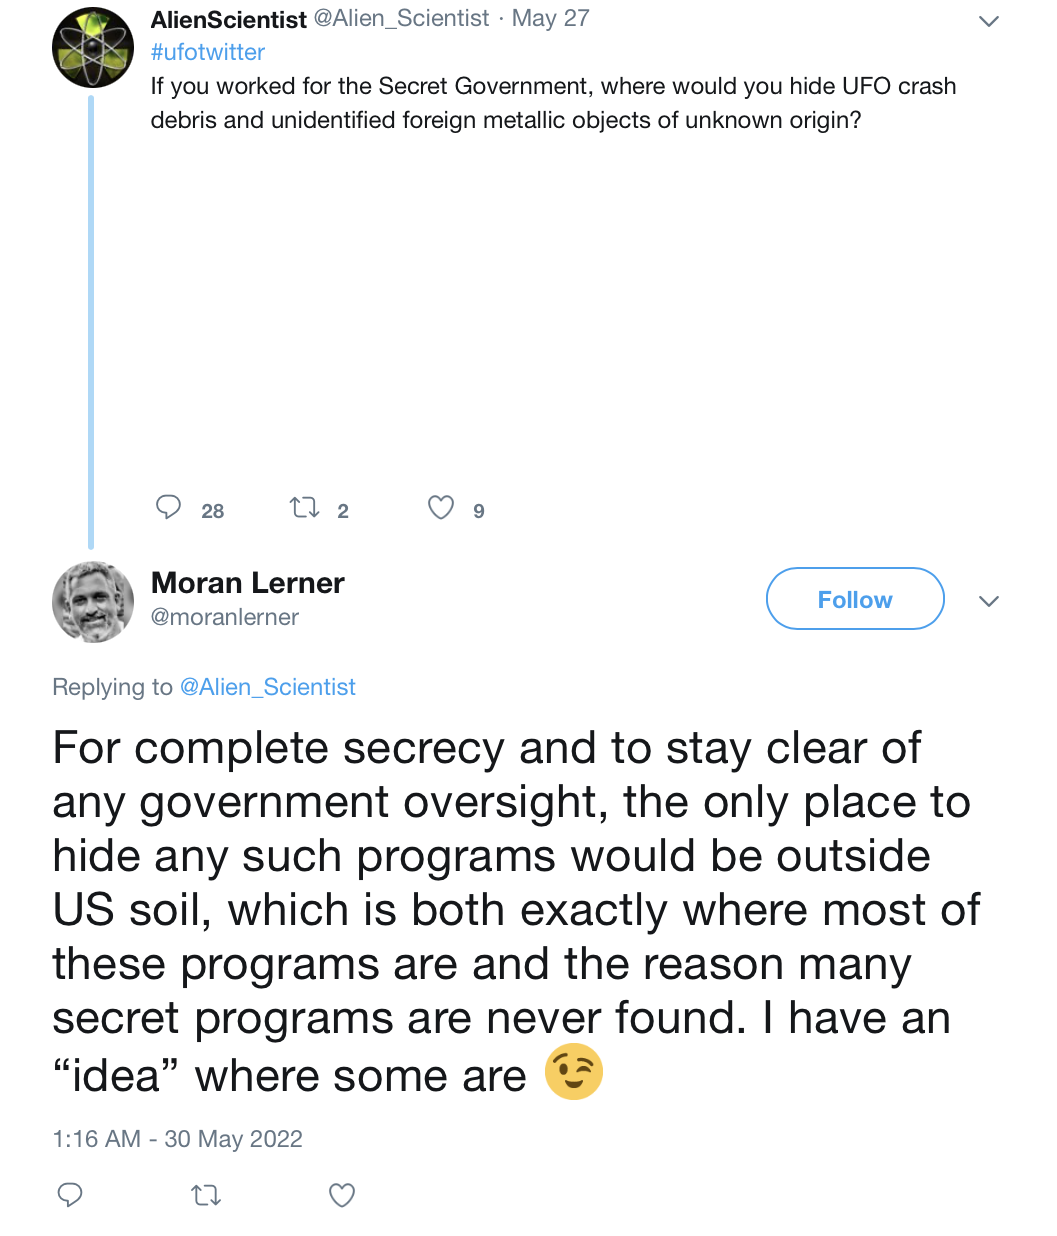 AlienScientist @Alien_Scientist · May 27
#ufotwitter
If you worked for the Secret Government, where would you hide UFO crash
debris and unidentified foreign metallic objects of unknown origin?
28 2 9
Moran Lerner
@moranlerner
Follow
Replying to @Alien_Scientist
For complete secrecy and to stay clear of
any government oversight, the only place to
hide any such programs would be outside
US soil, which is both exactly where most of
these programs are and the reason many
secret programs are never found. I have an
“idea” where some are 😉
1:16 AM - 30 May 2022